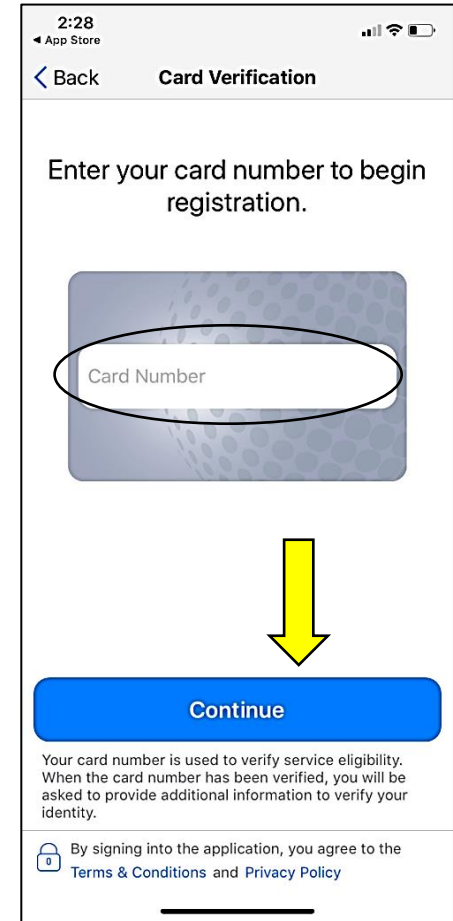 2:28
◄ App Store
Back Card Verification
Enter your card number to begin
registration.
Card Number
Continue
Your card number is used to verify service eligibility.
When the card number has been verified, you will be
asked to provide additional information to verify your
identity.
By signing into the application, you agree to the
Terms & Conditions and Privacy Policy